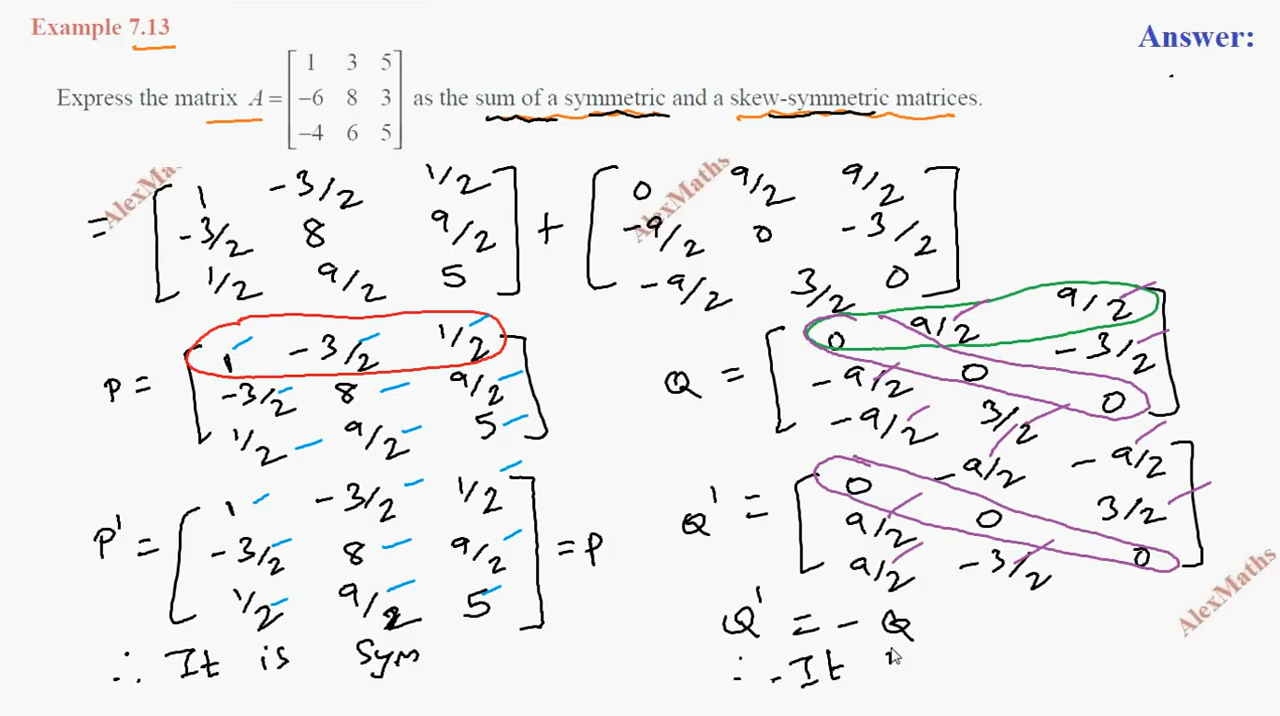 Example 7.13
Answer:
1 3 5
Express the matrix A = -6 8 3 as the sum of a symmetric and a skew-symmetric matrices.
-4 6 5
AlexMaths
AlexMaths
= [1 -3/2 1/2] + [0 9/2 9/2]
[-3/2 8 9/2] [-9/2 0 -3/2]
[1/2 9/2 5] [-9/2 3/2 0]
P = [1 -3/2 1/2]
[-3/2 8 9/2]
[1/2 9/2 5]
Q = [0 9/2 9/2]
[-9/2 0 -3/2]
[-9/2 3/2 0]
P' = [1 -3/2 1/2] = P
[-3/2 8 9/2]
[1/2 9/2 5]
∴ It is Sym
Q' = [0 -9/2 -9/2]
[9/2 0 3/2]
[9/2 -3/2 0]
Q' = - Q
∴ It
AlexMaths